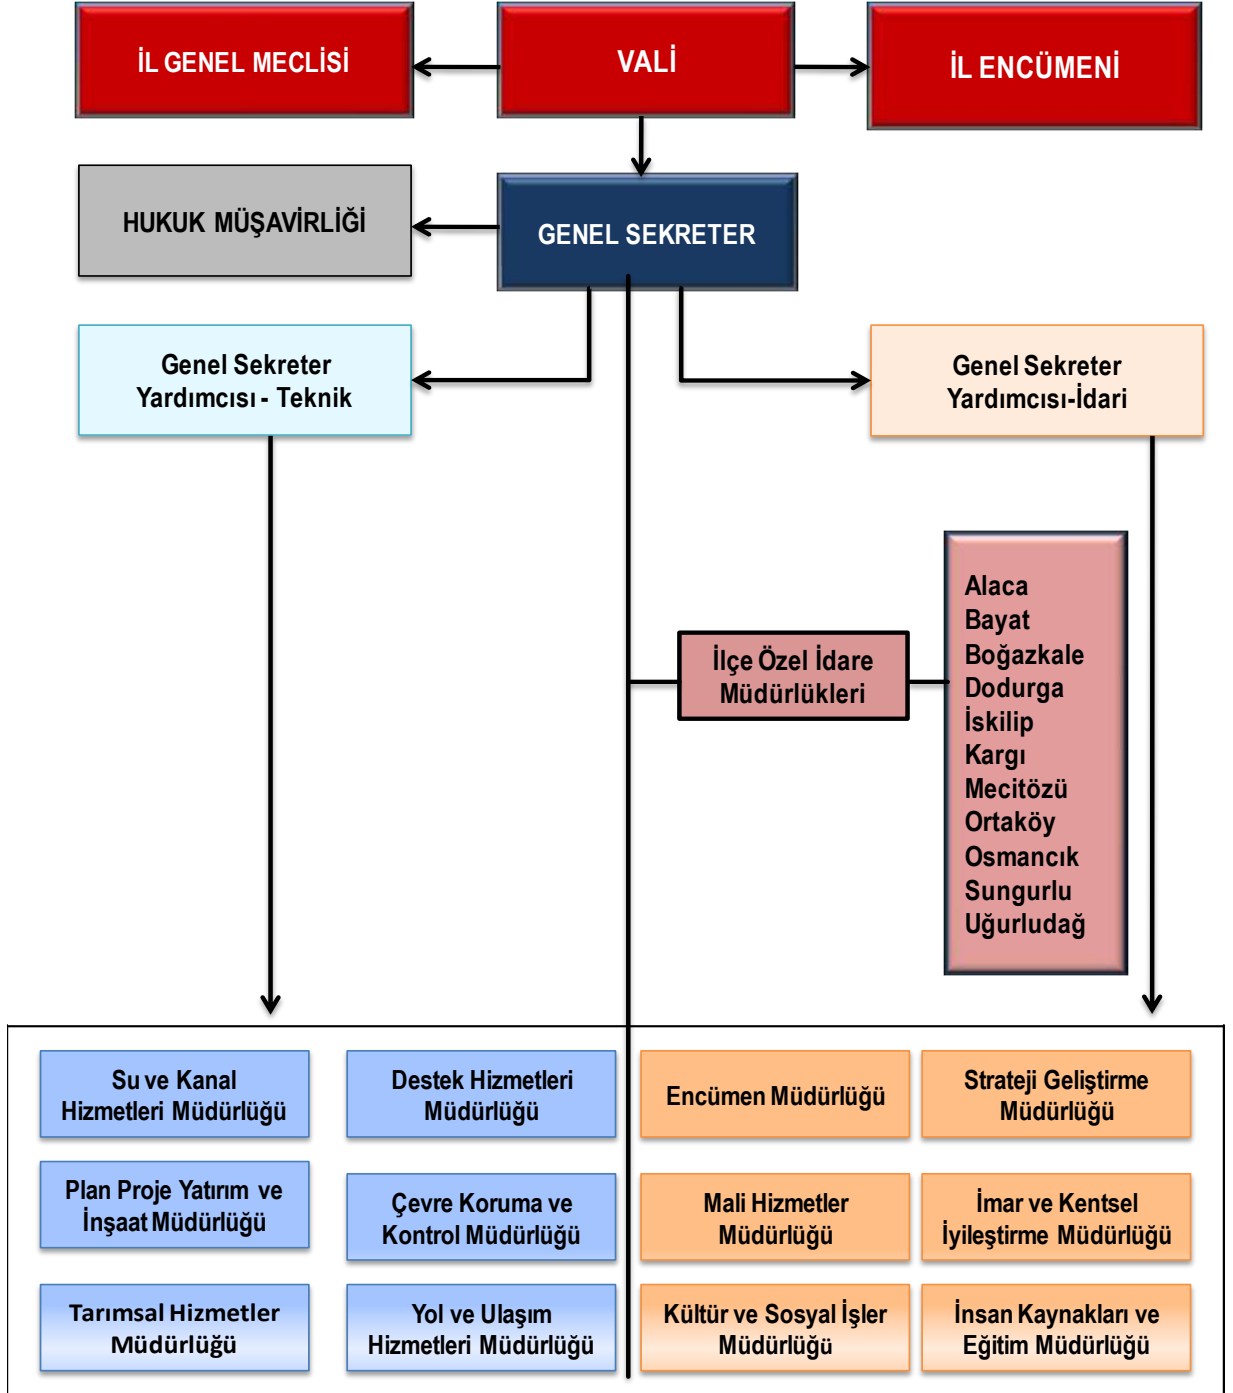 İL GENEL MECLİSİ
VALİ
İL ENCÜMENİ
HUKUK MÜŞAVİRLİĞİ
GENEL SEKRETER
Genel Sekreter
Yardımcısı - Teknik
Genel Sekreter
Yardımcısı-İdari
İlçe Özel İdare
Müdürlükleri
Alaca
Bayat
Boğazkale
Dodurga
İskilip
Kargı
Mecitözü
Ortaköy
Osmancık
Sungurlu
Uğurludağ
Su ve Kanal
Hizmetleri Müdürlüğü
Destek Hizmetleri
Müdürlüğü
Encümen Müdürlüğü
Strateji Geliştirme
Müdürlüğü
Plan Proje Yatırım ve
İnşaat Müdürlüğü
Çevre Koruma ve
Kontrol Müdürlüğü
Mali Hizmetler
Müdürlüğü
İmar ve Kentsel
İyileştirme Müdürlüğü
Tarımsal Hizmetler
Müdürlüğü
Yol ve Ulaşım
Hizmetleri Müdürlüğü
Kültür ve Sosyal İşler
Müdürlüğü
İnsan Kaynakları ve
Eğitim Müdürlüğü